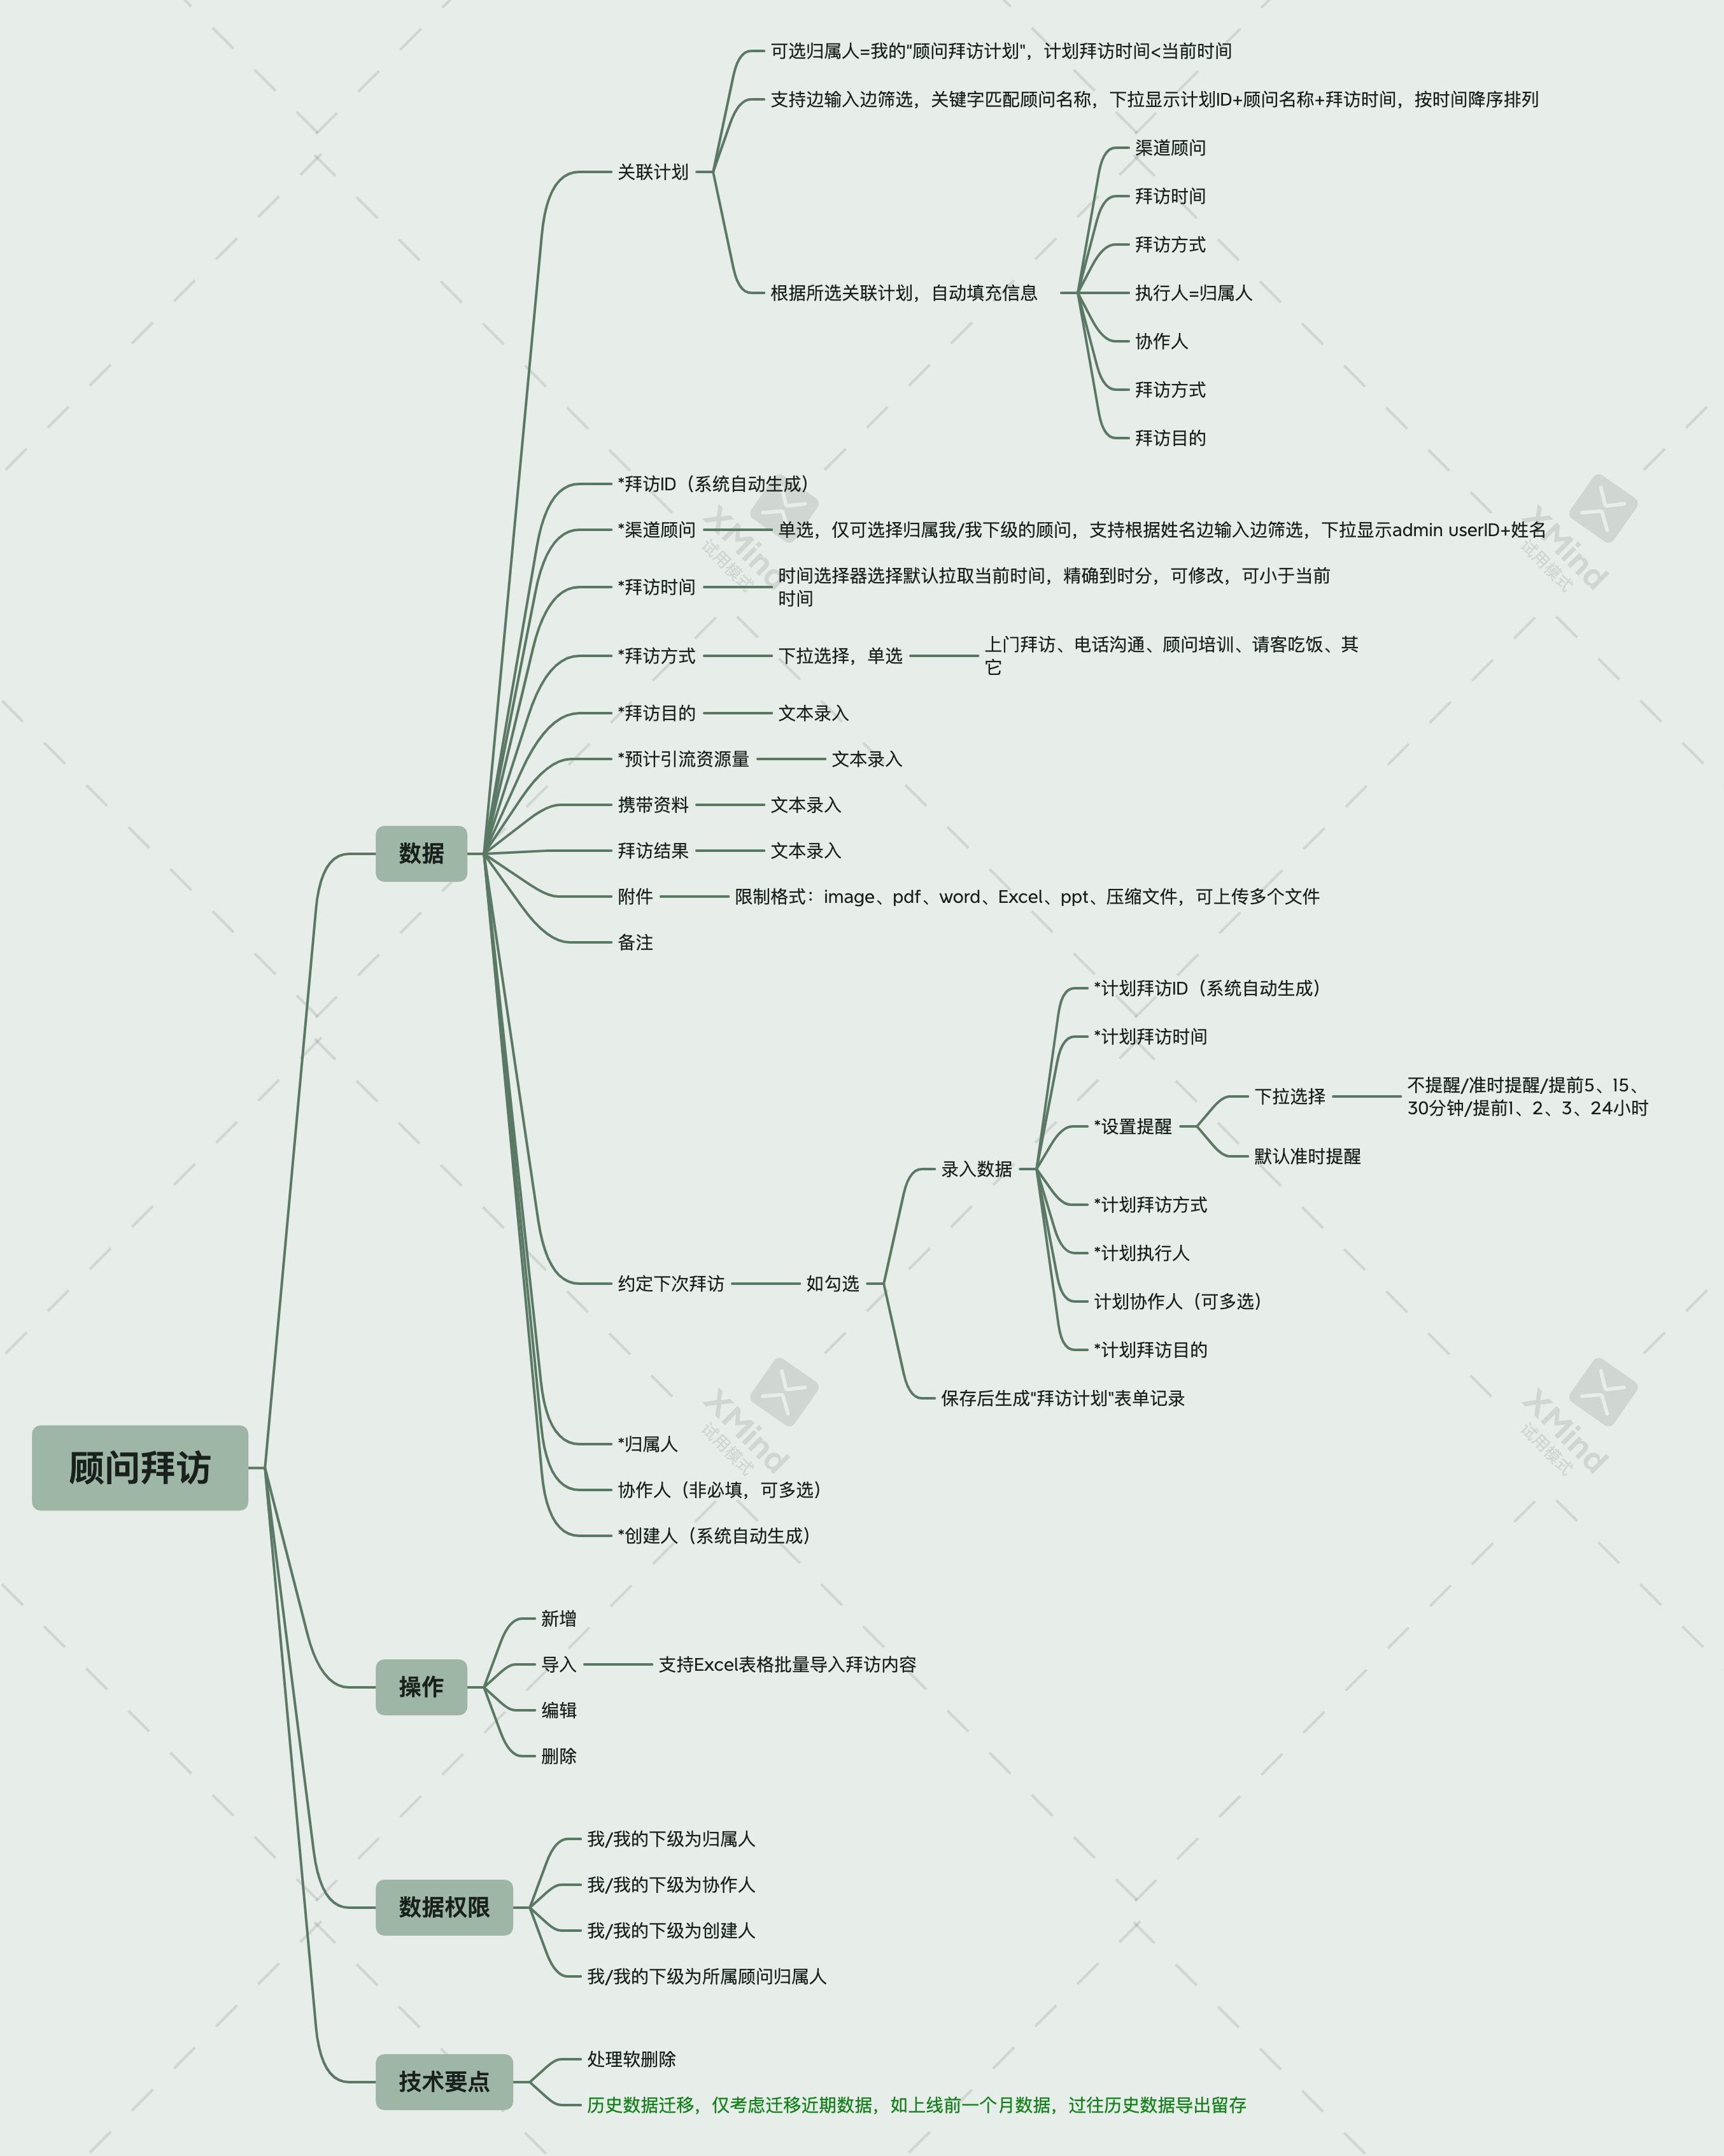 顾问拜访
数据
关联计划
可选归属人=我的"顾问拜访计划"，计划拜访时间<当前时间
支持边输入边筛选，关键字匹配顾问名称，下拉显示计划ID+顾问名称+拜访时间，按时间降序排列
根据所选关联计划，自动填充信息
渠道顾问
拜访时间
拜访方式
执行人=归属人
协作人
拜访方式
拜访目的
*拜访ID（系统自动生成）
*渠道顾问
单选，仅可选择归属我/我下级的顾问，支持根据姓名边输入边筛选，下拉显示admin userID+姓名
*拜访时间
时间选择器选择默认拉取当前时间，精确到时分，可修改，可小于当前
时间
*拜访方式
下拉选择，单选
上门拜访、电话沟通、顾问培训、请客吃饭、其
它
*拜访目的
文本录入
*预计引流资源量
文本录入
携带资料
文本录入
拜访结果
文本录入
附件
限制格式：image、pdf、word、Excel、ppt、压缩文件，可上传多个文件
备注
约定下次拜访
如勾选
录入数据
*计划拜访ID（系统自动生成）
*计划拜访时间
*设置提醒
下拉选择
不提醒/准时提醒/提前5、15、
30分钟/提前1、2、3、24小时
默认准时提醒
*计划拜访方式
*计划执行人
计划协作人（可多选）
*计划拜访目的
保存后生成"拜访计划"表单记录
*归属人
协作人（非必填，可多选）
*创建人（系统自动生成）
操作
新增
导入
支持Excel表格批量导入拜访内容
编辑
删除
数据权限
我/我的下级为归属人
我/我的下级为协作人
我/我的下级为创建人
我/我的下级为所属顾问归属人
技术要点
处理软删除
历史数据迁移，仅考虑迁移近期数据，如上线前一个月数据，过往历史数据导出留存
XMind
试用模式
XMind
试用模式
XMind
试用模式
XMind
试用模式